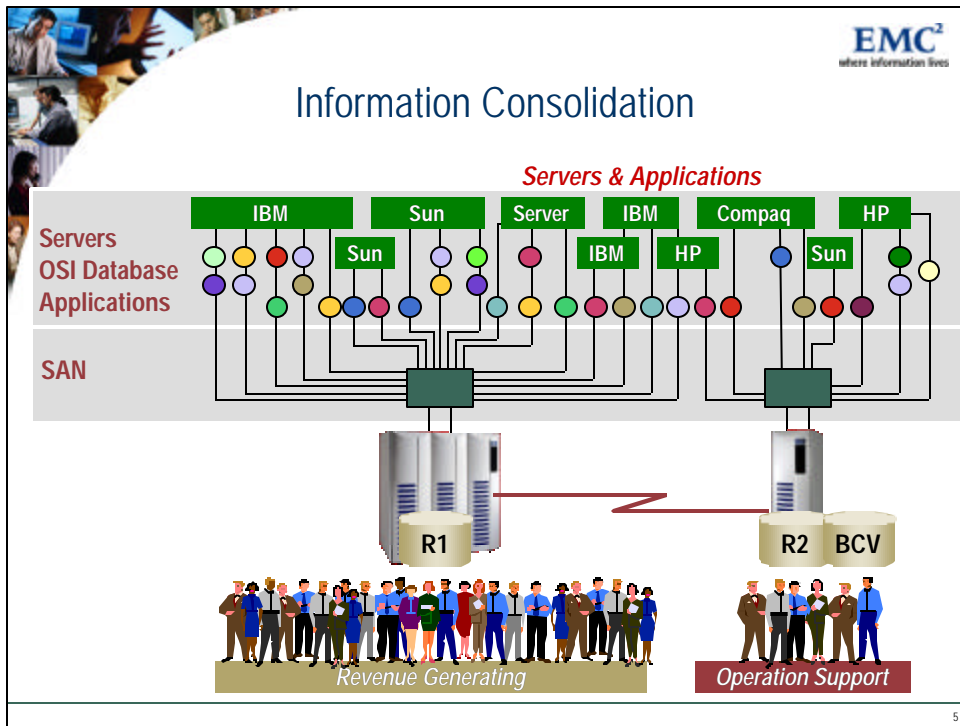 EMC²
where information lives
Information Consolidation
Servers & Applications
Servers
OSI Database
Applications
IBM
Sun
Server
IBM
Compaq
HP
Sun
IBM
HP
Sun
SAN
R1
R2
BCV
Revenue Generating
Operation Support
5